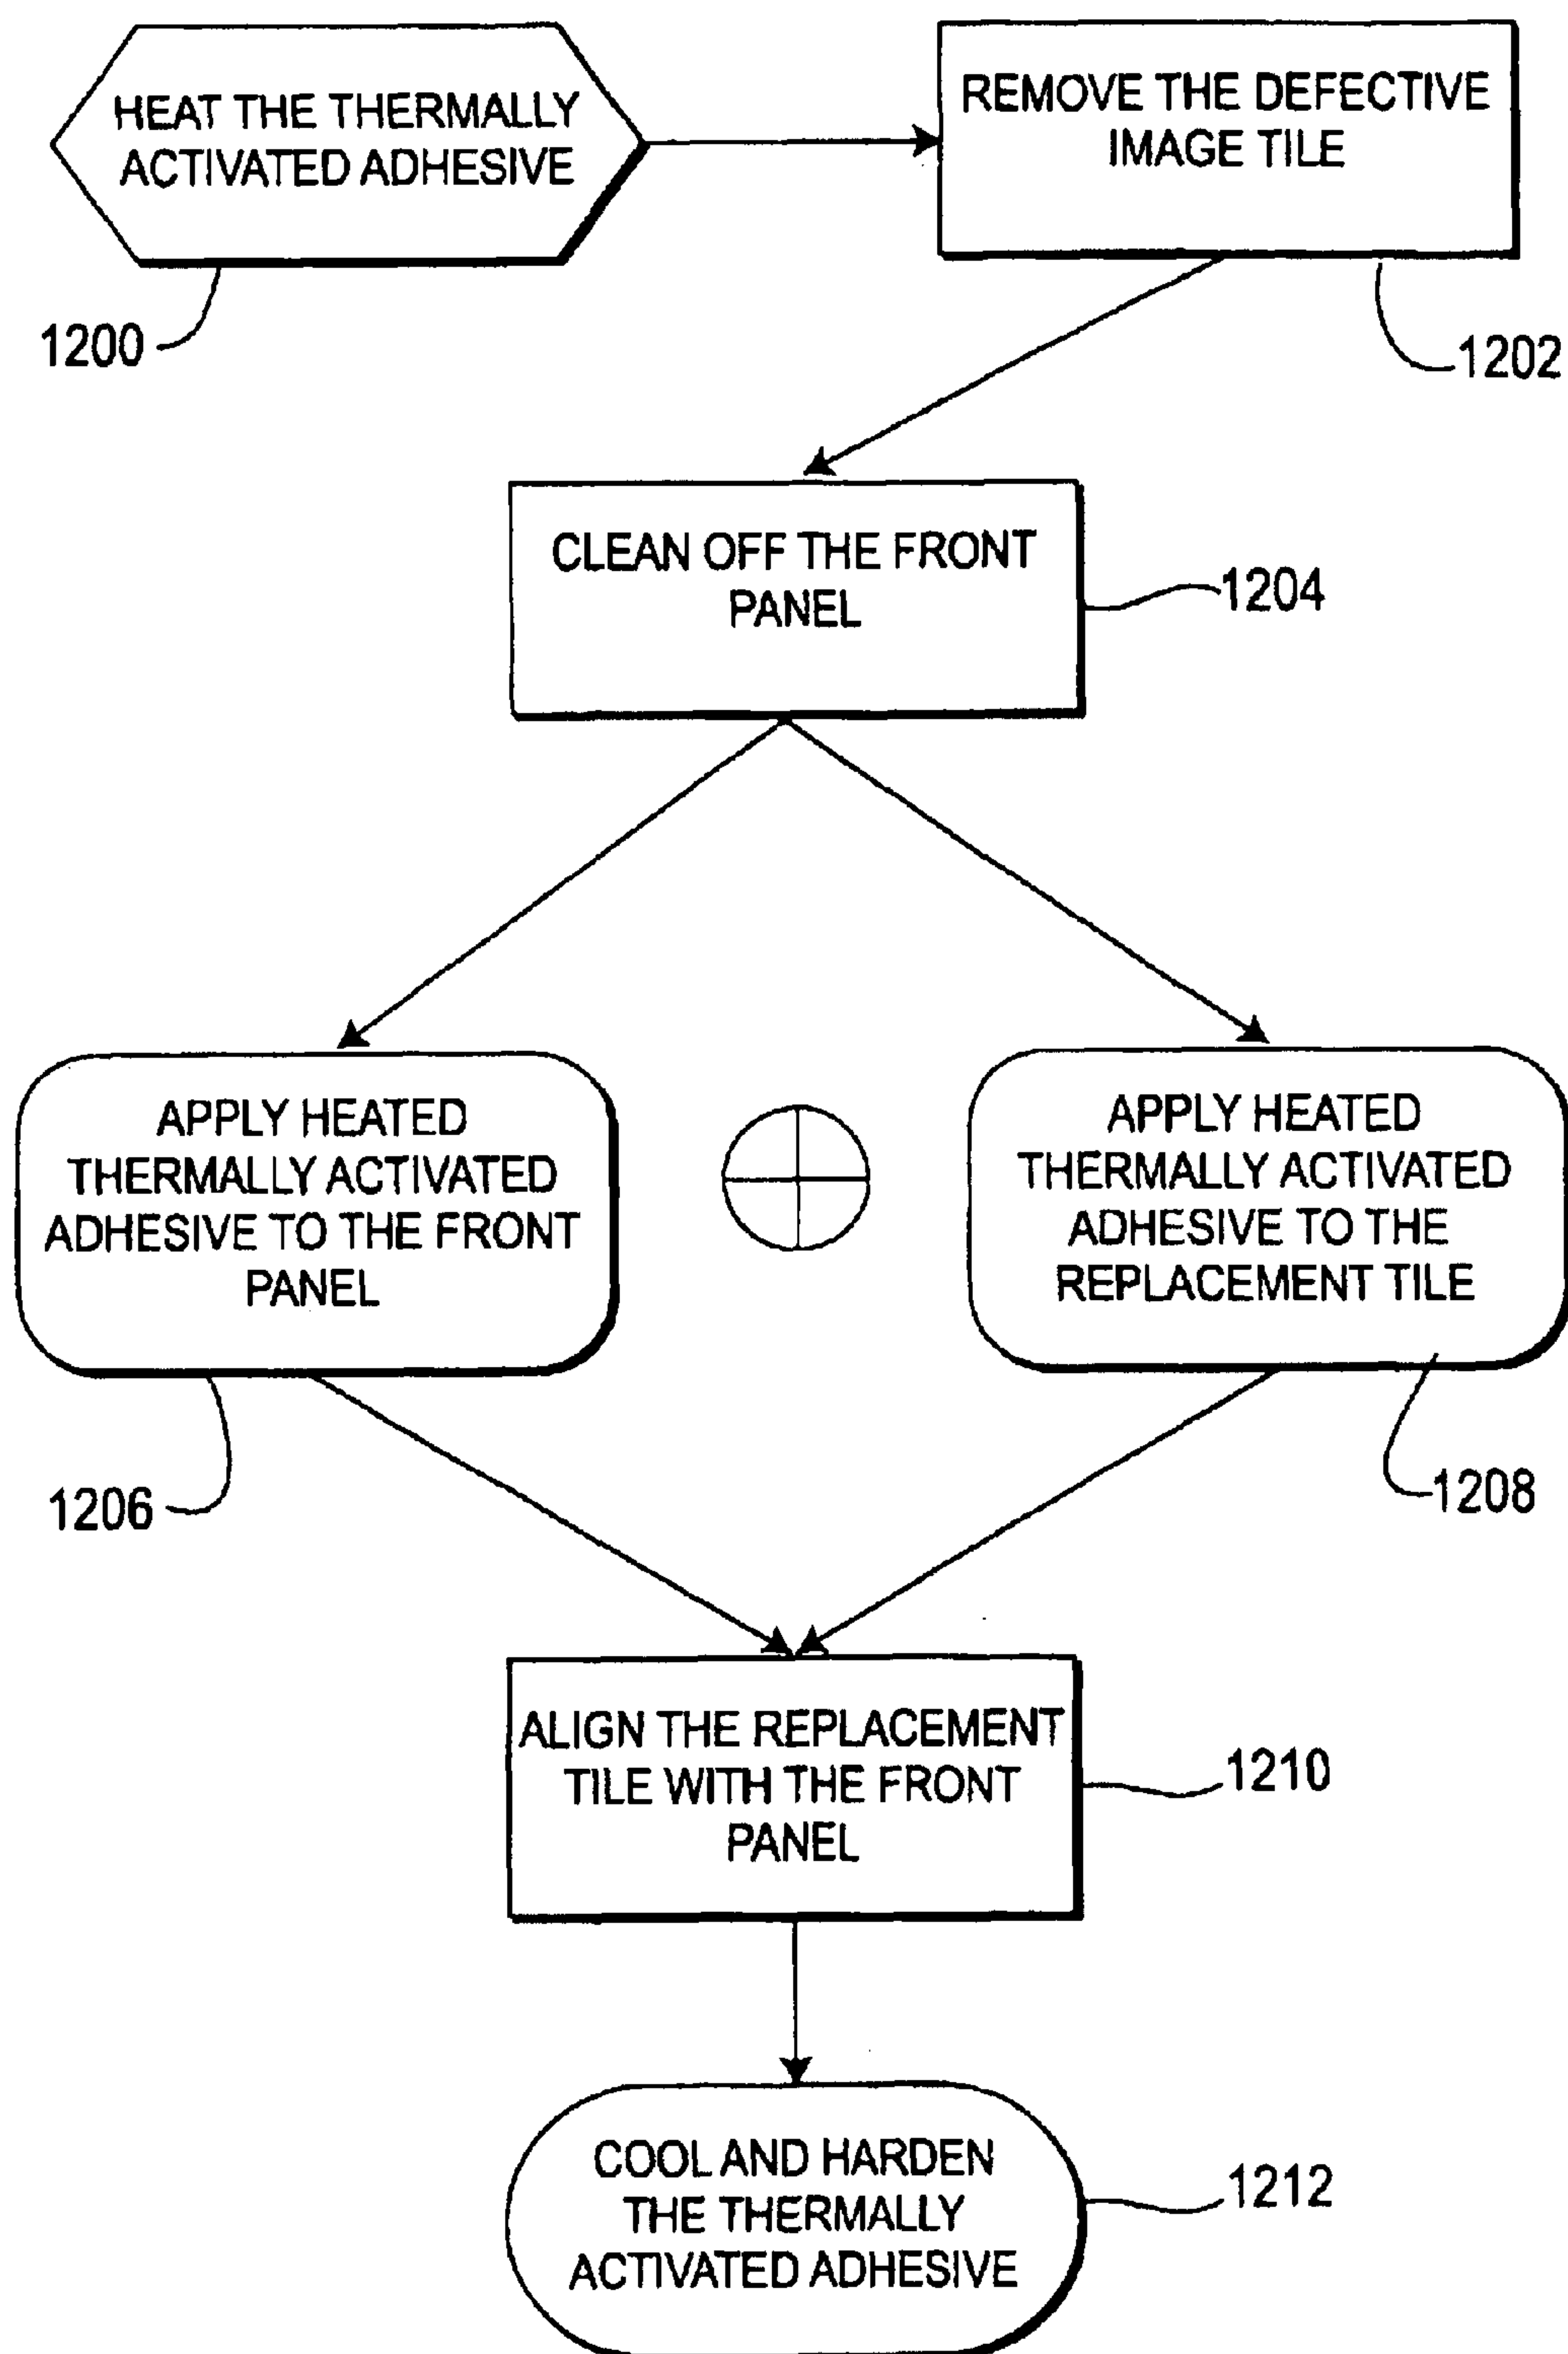 HEAT THE THERMALLY
ACTIVATED ADHESIVE
1200
REMOVE THE DEFECTIVE
IMAGE TILE
1202
CLEAN OFF THE FRONT
PANEL
1204
APPLY HEATED
THERMALLY ACTIVATED
ADHESIVE TO THE FRONT
PANEL
1206
APPLY HEATED
THERMALLY ACTIVATED
ADHESIVE TO THE
REPLACEMENT TILE
1208
ALIGN THE REPLACEMENT
TILE WITH THE FRONT
PANEL
1210
COOL AND HARDEN
THE THERMALLY
ACTIVATED ADHESIVE
1212